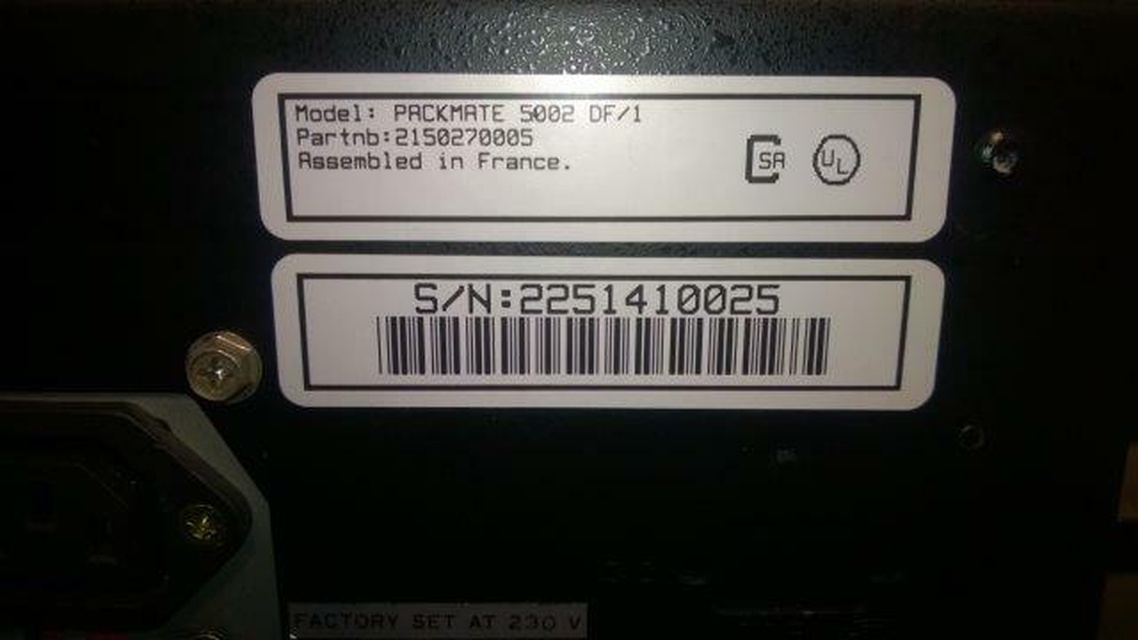 Model: PACKMATE 5002 DF/1
Partnb:2150270005
Assembled in France.
SA
UL
S/N:2251410025
FACTORY SET AT 230 V